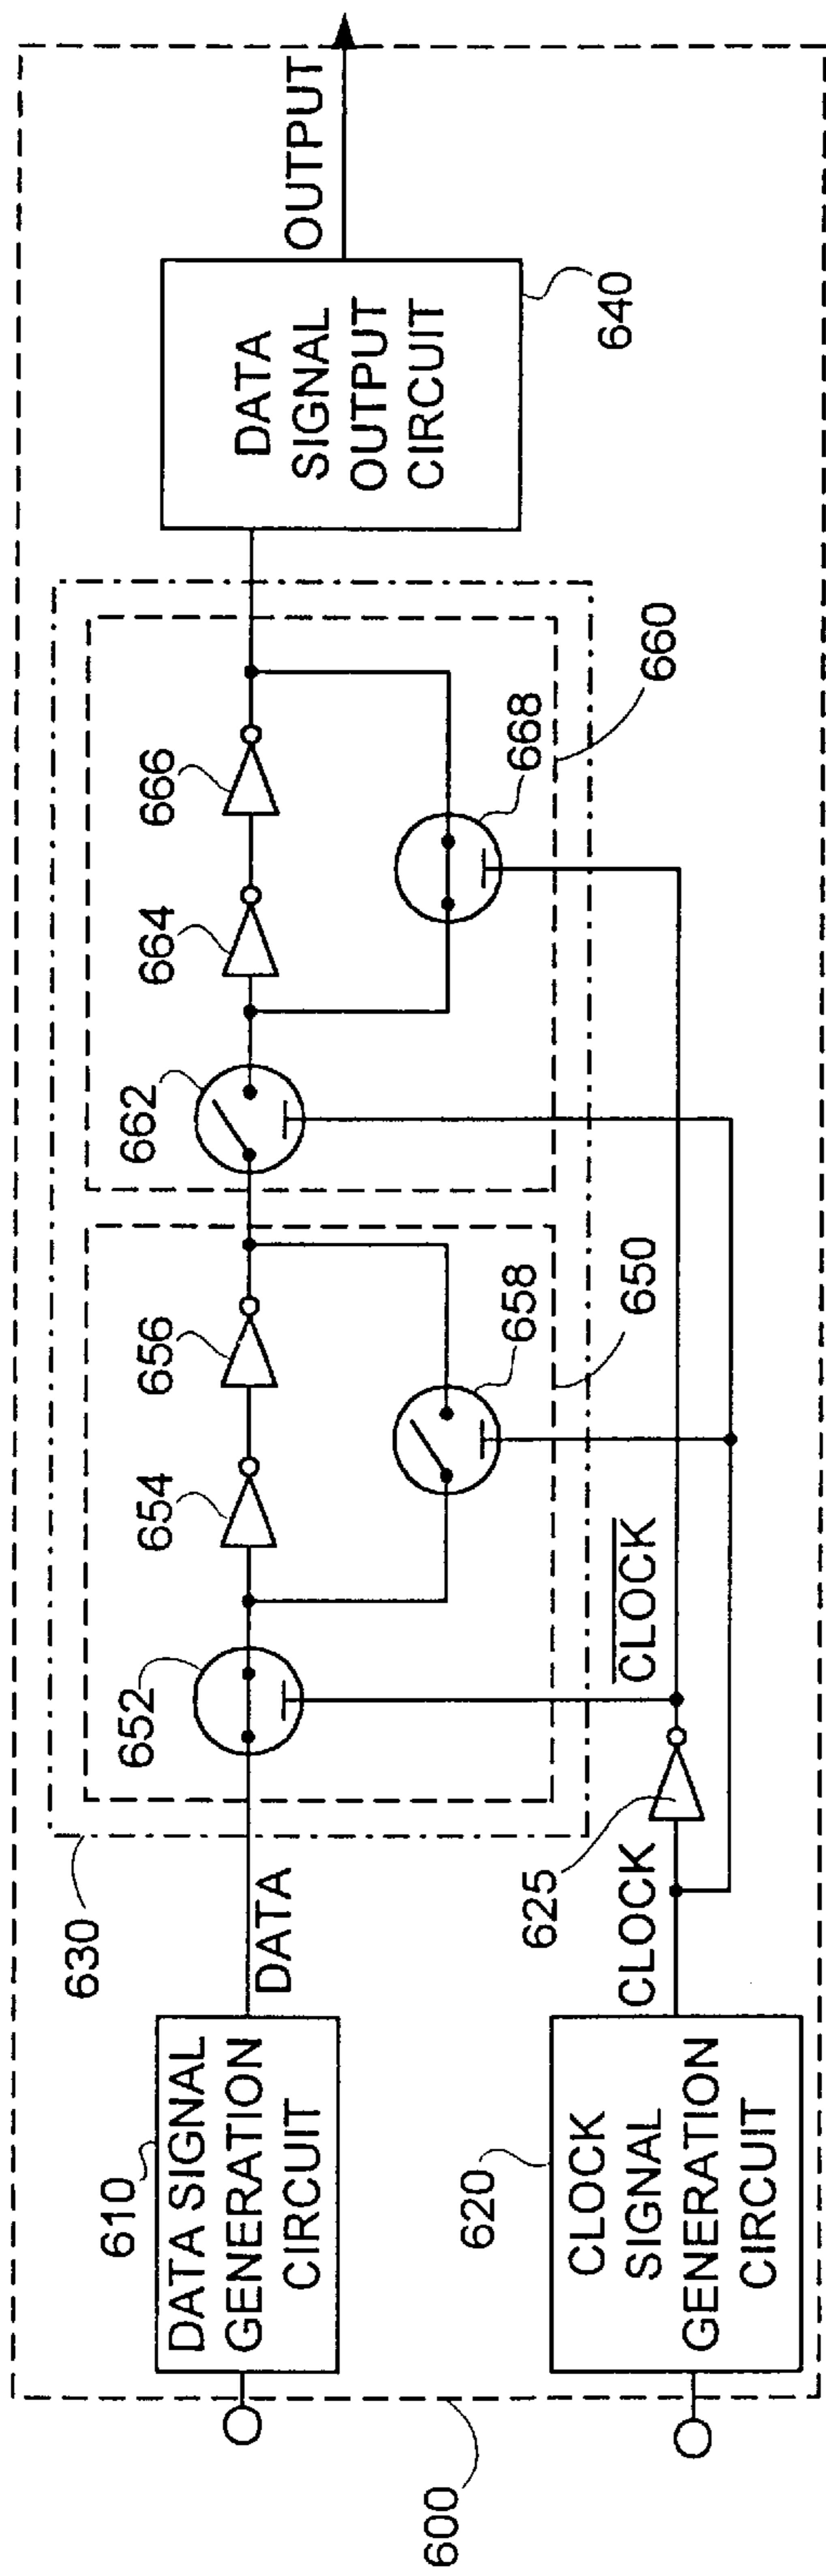 600
610
DATA SIGNAL
GENERATION
CIRCUIT
DATA
630
652
654
656
658
650
662
664
666
668
660
DATA
SIGNAL
OUTPUT
CIRCUIT
640
OUTPUT
620
CLOCK
SIGNAL
GENERATION
CIRCUIT
CLOCK
625
CLOCK